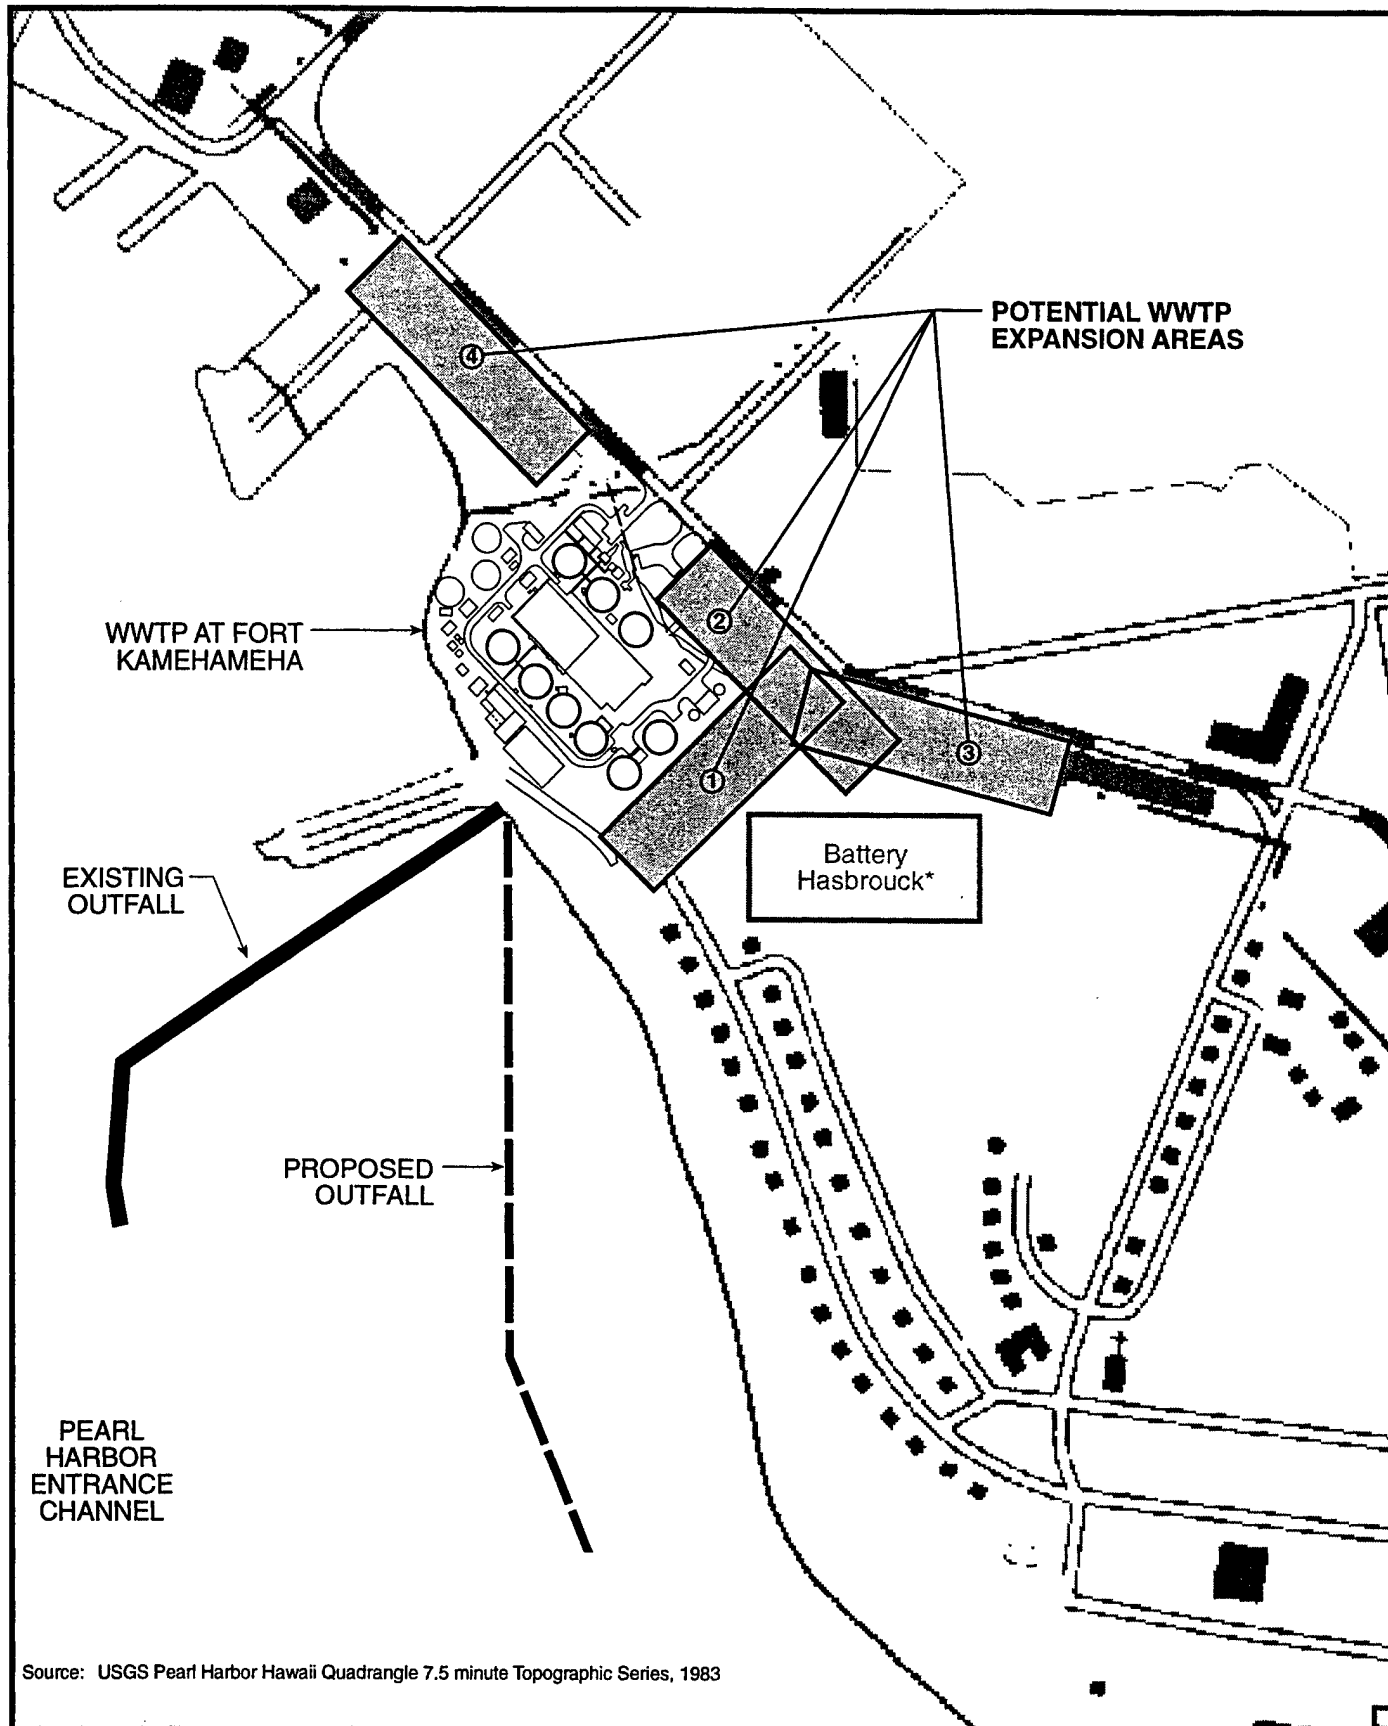 POTENTIAL WWTP
EXPANSION AREAS
4
2
WWTP AT FORT
KAMEHAMEHA
3
1
Battery
Hasbrouck*
EXISTING
OUTFALL
PROPOSED
OUTFALL
PEARL
HARBOR
ENTRANCE
CHANNEL
Source: USGS Pearl Harbor Hawaii Quadrangle 7.5 minute Topographic Series, 1983